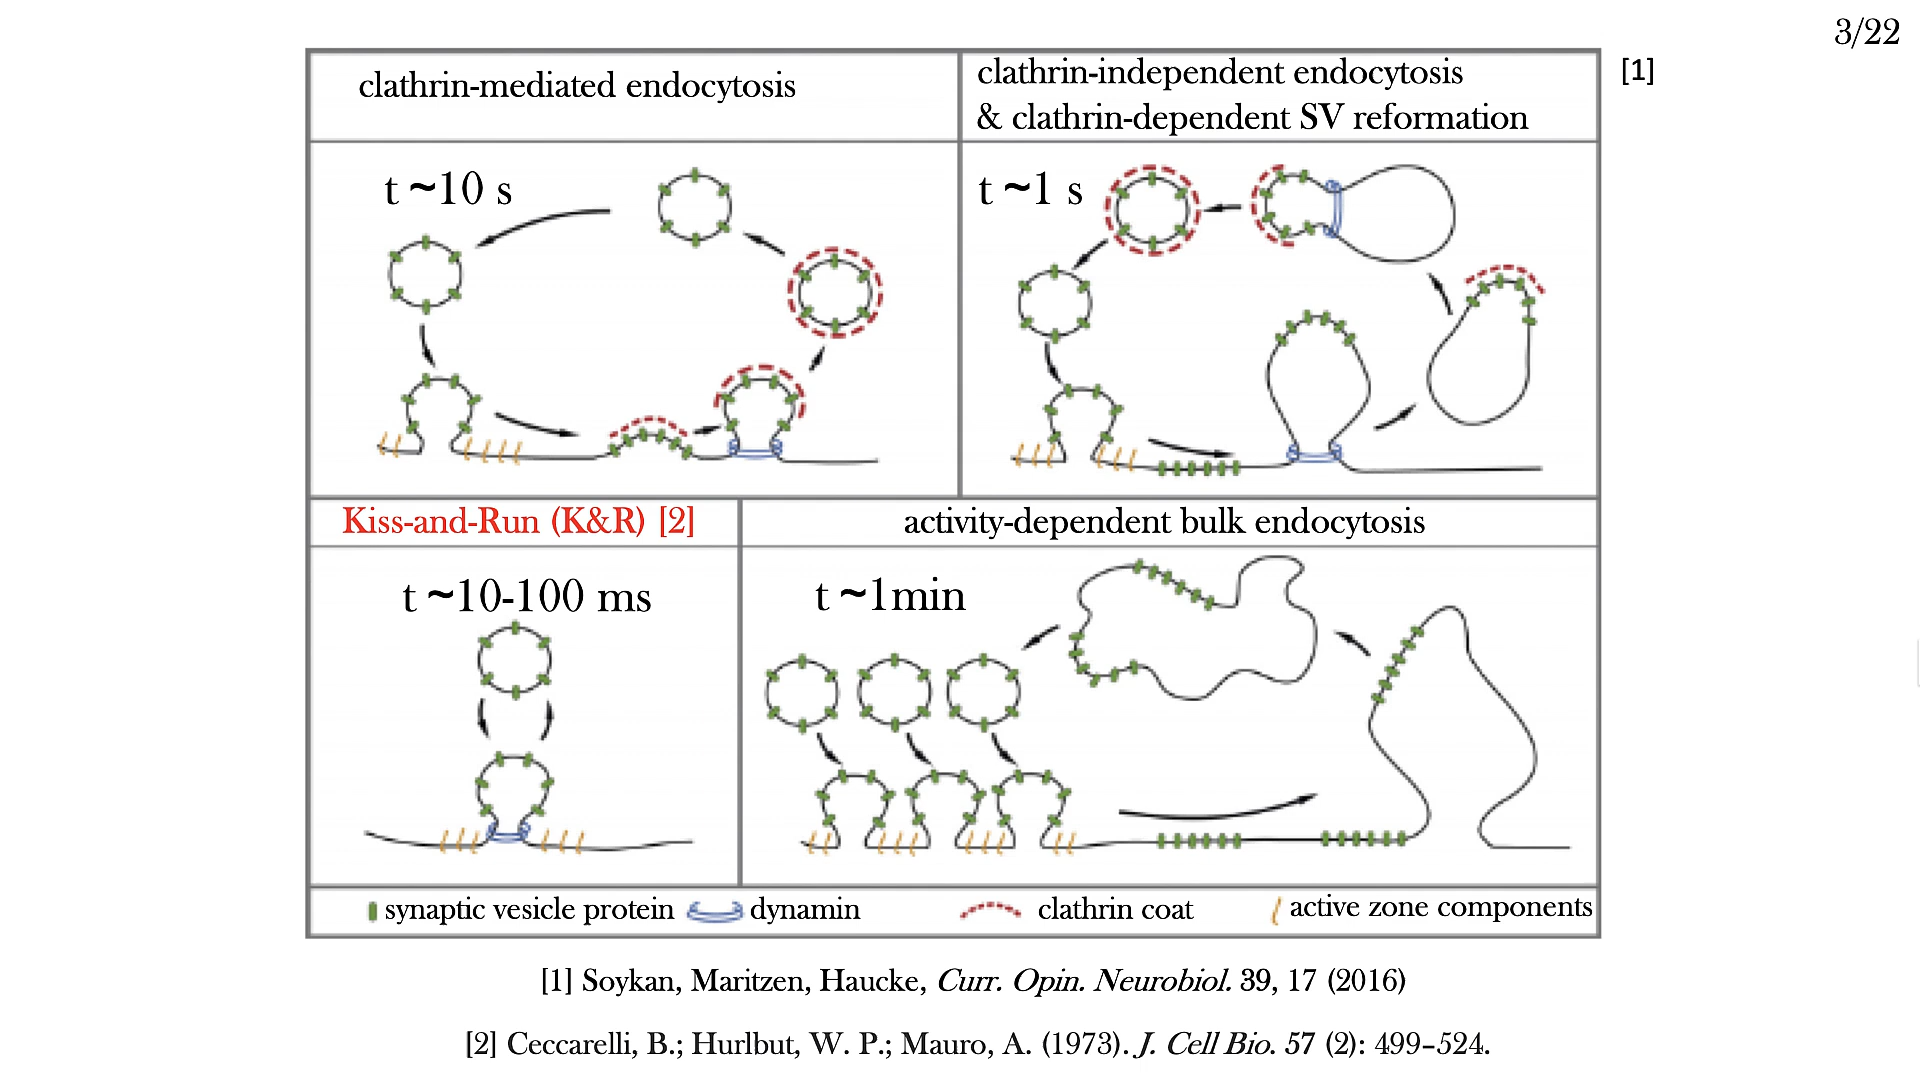 3/22
clathrin-mediated endocytosis
clathrin-independent endocytosis
& clathrin-dependent SV reformation
[1]
t ~10 s
t ~1 s
Kiss-and-Run (K&R) [2]
activity-dependent bulk endocytosis
t ~10-100 ms
t ~1min
synaptic vesicle protein
dynamin
clathrin coat
active zone components
[1] Soykan, Maritzen, Haucke, Curr. Opin. Neurobiol. 39, 17 (2016)
[2] Ceccarelli, B.; Hurlbut, W. P.; Mauro, A. (1973). J. Cell Bio. 57 (2): 499–524.